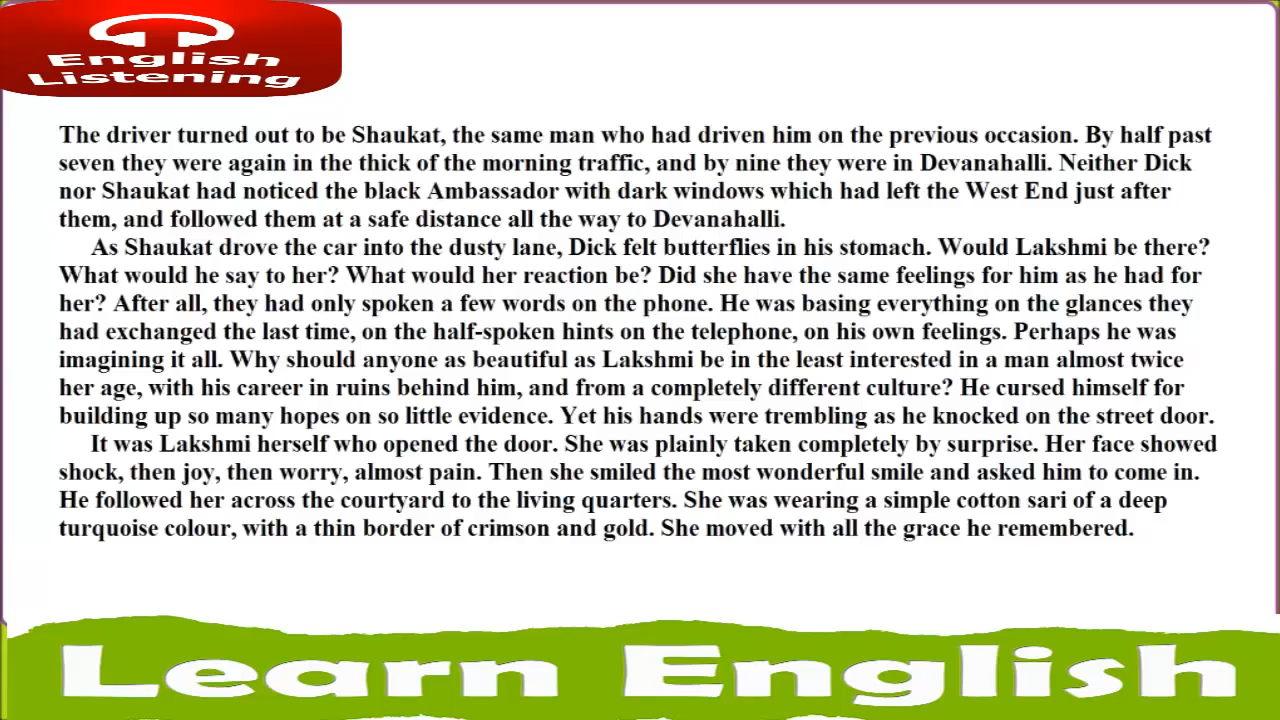 English
Listening
The driver turned out to be Shaukat, the same man who had driven him on the previous occasion. By half past
seven they were again in the thick of the morning traffic, and by nine they were in Devanahalli. Neither Dick
nor Shaukat had noticed the black Ambassador with dark windows which had left the West End just after
them, and followed them at a safe distance all the way to Devanahalli.
As Shaukat drove the car into the dusty lane, Dick felt butterflies in his stomach. Would Lakshmi be there?
What would he say to her? What would her reaction be? Did she have the same feelings for him as he had for
her? After all, they had only spoken a few words on the phone. He was basing everything on the glances they
had exchanged the last time, on the half-spoken hints on the telephone, on his own feelings. Perhaps he was
imagining it all. Why should anyone as beautiful as Lakshmi be in the least interested in a man almost twice
her age, with his career in ruins behind him, and from a completely different culture? He cursed himself for
building up so many hopes on so little evidence. Yet his hands were trembling as he knocked on the street door.
It was Lakshmi herself who opened the door. She was plainly taken completely by surprise. Her face showed
shock, then joy, then worry, almost pain. Then she smiled the most wonderful smile and asked him to come in.
He followed her across the courtyard to the living quarters. She was wearing a simple cotton sari of a deep
turquoise colour, with a thin border of crimson and gold. She moved with all the grace he remembered.
Learn English